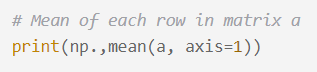 # Mean of each row in matrix a
print(np.,mean(a, axis=1))